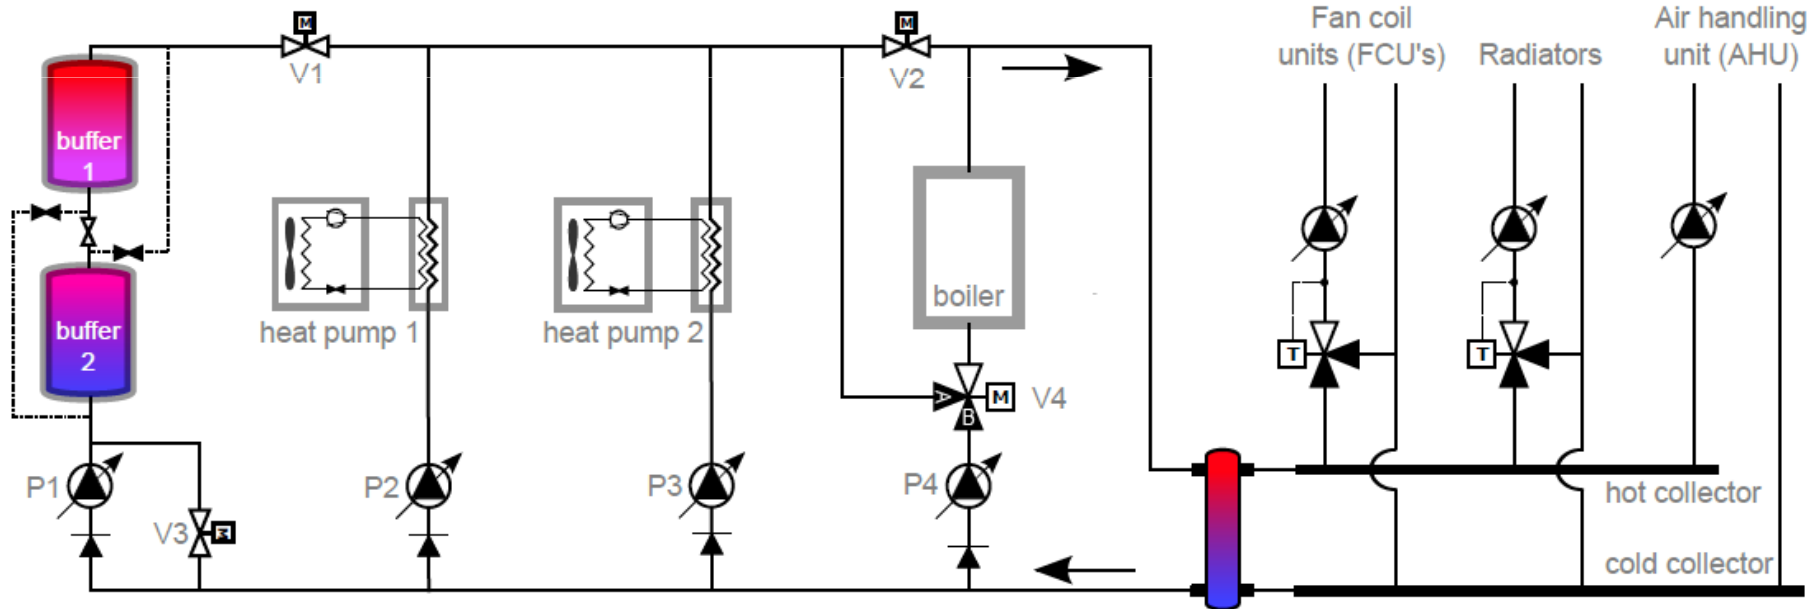 Fan coil
units (FCU's)
Radiators
Air handling
unit (AHU)
M
V1
M
V2
buffer
1
buffer
2
heat pump 1
heat pump 2
boiler
T
T
A
B
M
V4
P1
P2
P3
P4
V3
M
hot collector
cold collector